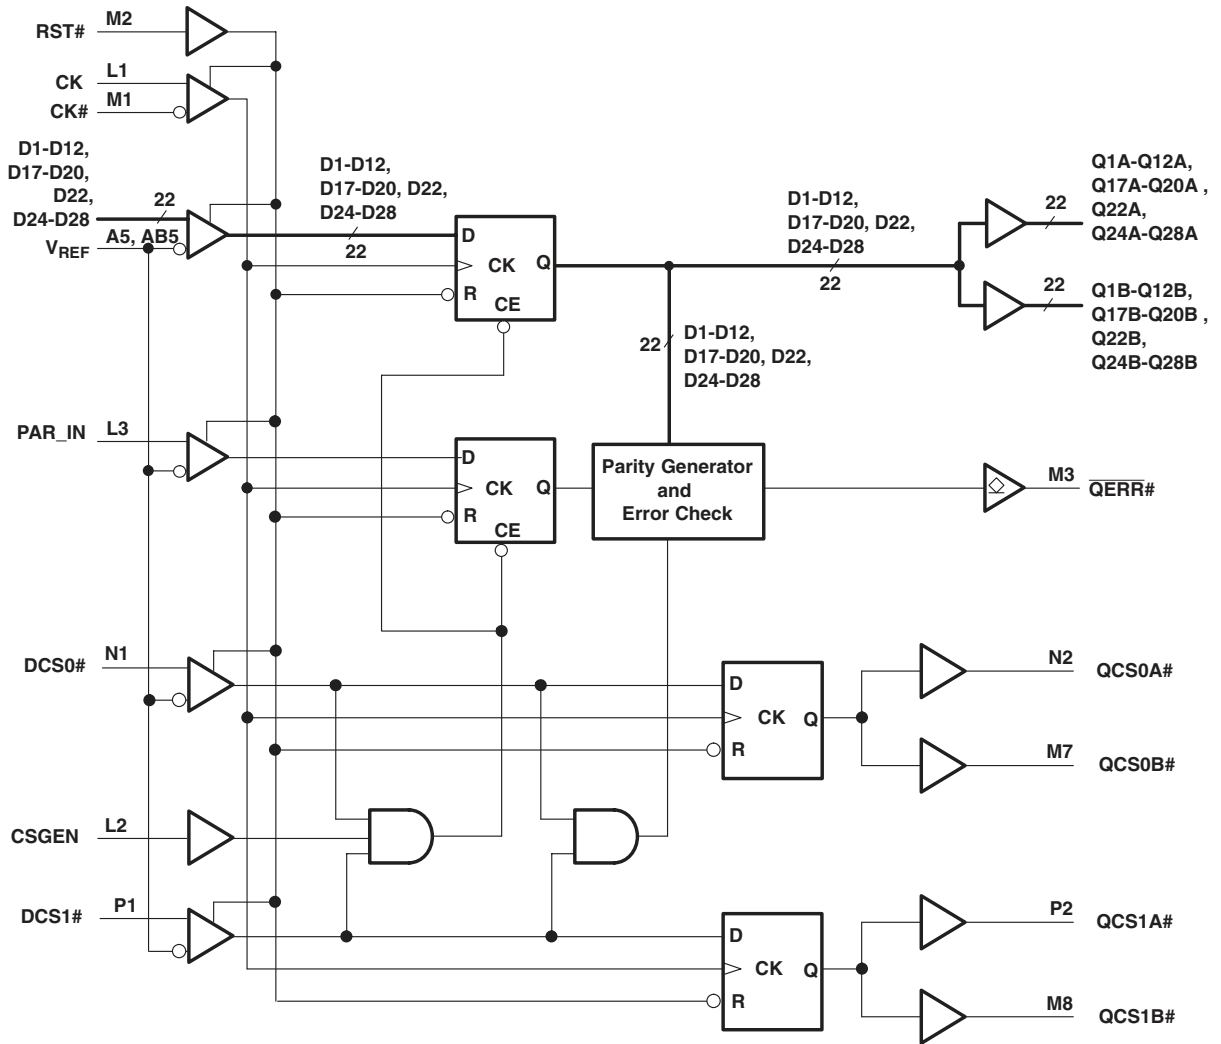 RST#
M2
CK
L1
CK#
M1
D1-D12,
D17-D20,
D22,
D24-D28
22
VREF
A5, AB5
D1-D12,
D17-D20, D22,
D24-D28
22
D
CK
Q
R
CE
D1-D12,
D17-D20, D22,
D24-D28
22
22
Q1A-Q12A,
Q17A-Q20A ,
Q22A,
Q24A-Q28A
22
Q1B-Q12B,
Q17B-Q20B ,
Q22B,
Q24B-Q28B
22
D1-D12,
D17-D20, D22,
D24-D28
PAR_IN
L3
D
CK
Q
R
CE
Parity Generator
and
Error Check
M3
QERR#
DCS0#
N1
D
CK
Q
R
N2
QCS0A#
M7
QCS0B#
CSGEN
L2
DCS1#
P1
D
CK
Q
R
P2
QCS1A#
M8
QCS1B#